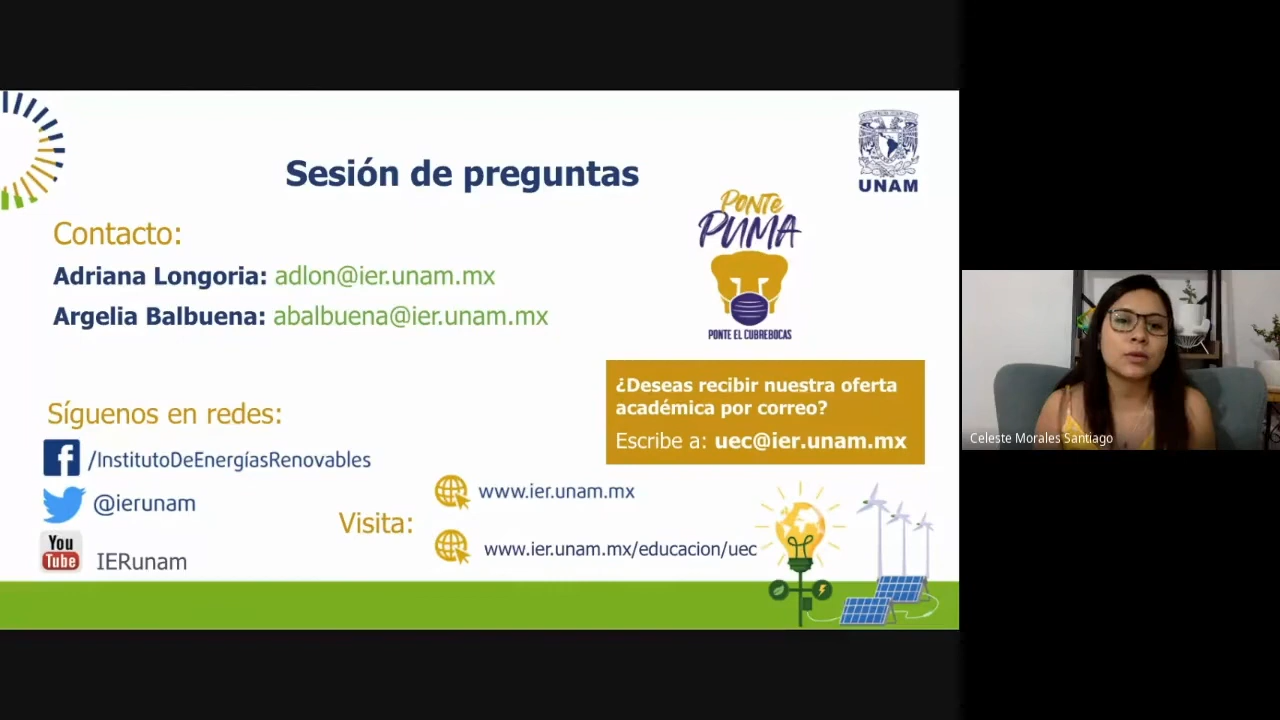 UNAM
Sesión de preguntas
PONTE
PUMA
PONTE EL CUBREBOCAS
Contacto:
Adriana Longoria: adlon@ier.unam.mx
Argelia Balbuena: abalbuena@ier.unam.mx
¿Deseas recibir nuestra oferta
académica por correo?
Escribe a: uec@ier.unam.mx
Síguenos en redes:
/InstitutoDeEnergíasRenovables
@ierunam
You
Tube
IERunam
Visita:
www.ier.unam.mx
www.ier.unam.mx/educacion/uec
Celeste Morales Santiago